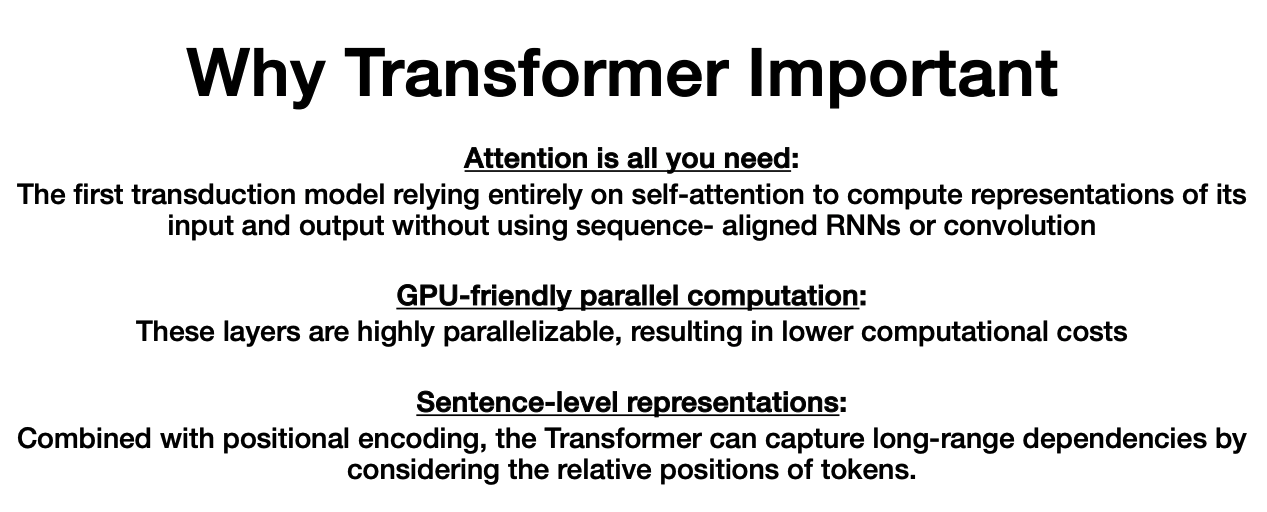 Why Transformer Important
Attention is all you need:
The first transduction model relying entirely on self-attention to compute representations of its
input and output without using sequence- aligned RNNs or convolution
GPU-friendly parallel computation:
These layers are highly parallelizable, resulting in lower computational costs
Sentence-level representations:
Combined with positional encoding, the Transformer can capture long-range dependencies by
considering the relative positions of tokens.